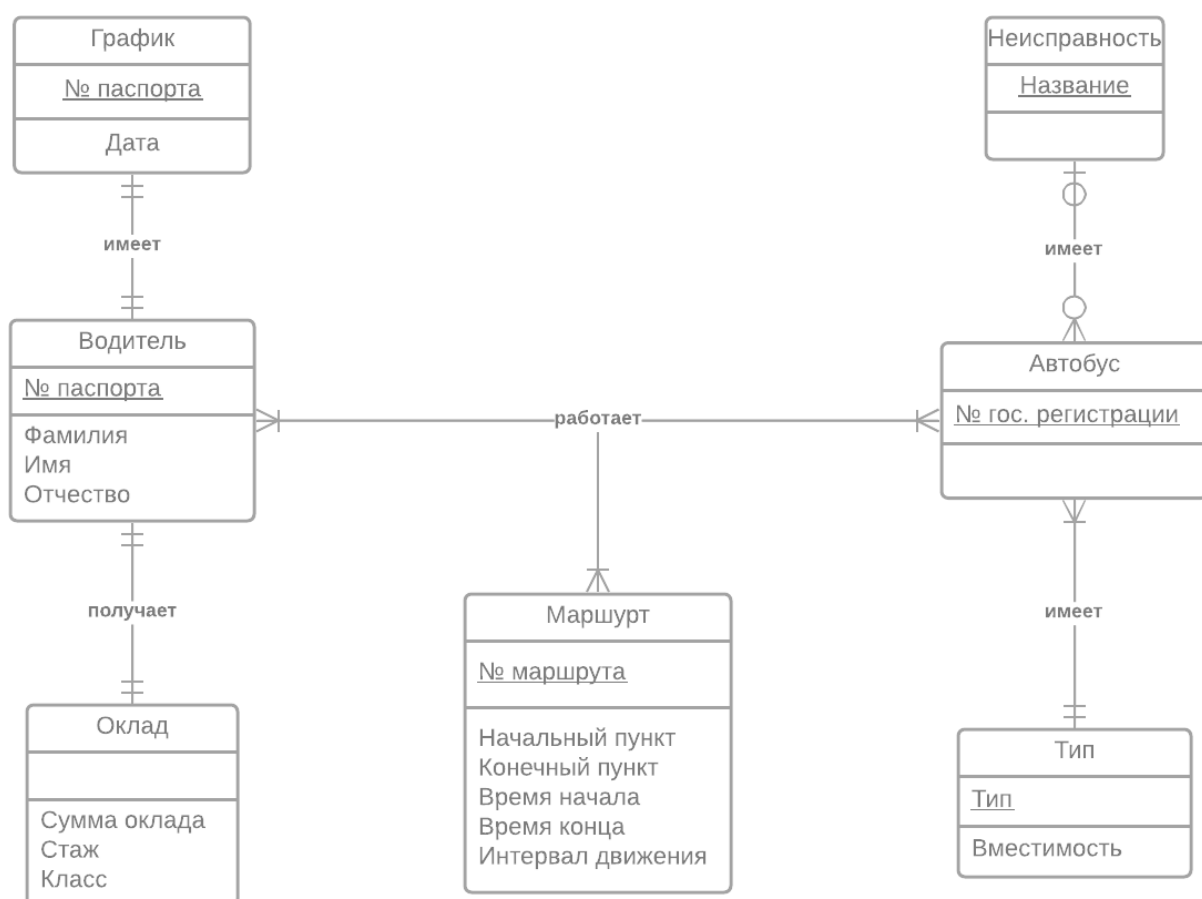 График
№ паспорта
Дата
имеет
Водитель
№ паспорта
Фамилия
Имя
Отчество
получает
Оклад
Сумма оклада
Стаж
Класс
работает
Маршурт
№ маршрута
Начальный пункт
Конечный пункт
Время начала
Время конца
Интервал движения
Неисправность
Название
имеет
Автобус
№ гос. регистрации
имеет
Тип
Тип
Вместимость